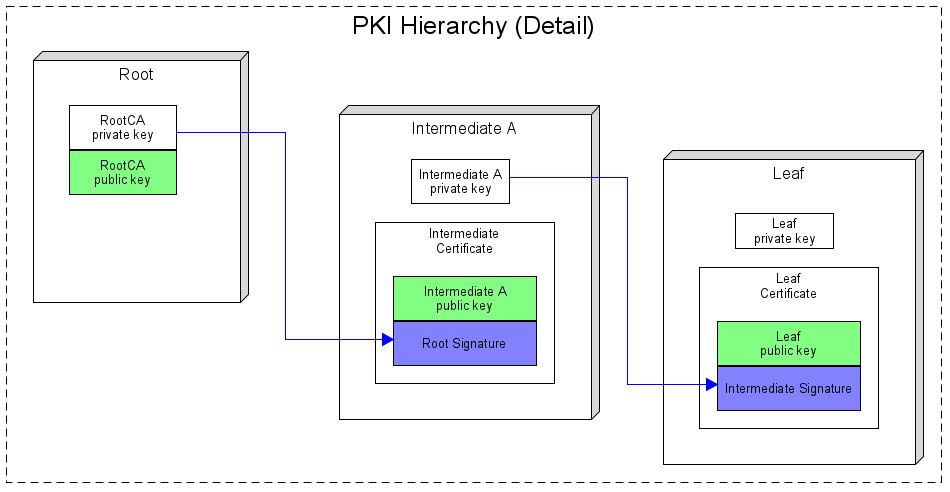 PKI Hierarchy (Detail)
Root
RootCA
private key
RootCA
public key
Intermediate A
Intermediate A
private key
Intermediate
Certificate
Intermediate A
public key
Root Signature
Leaf
Leaf
private key
Leaf
Certificate
Leaf
public key
Intermediate Signature